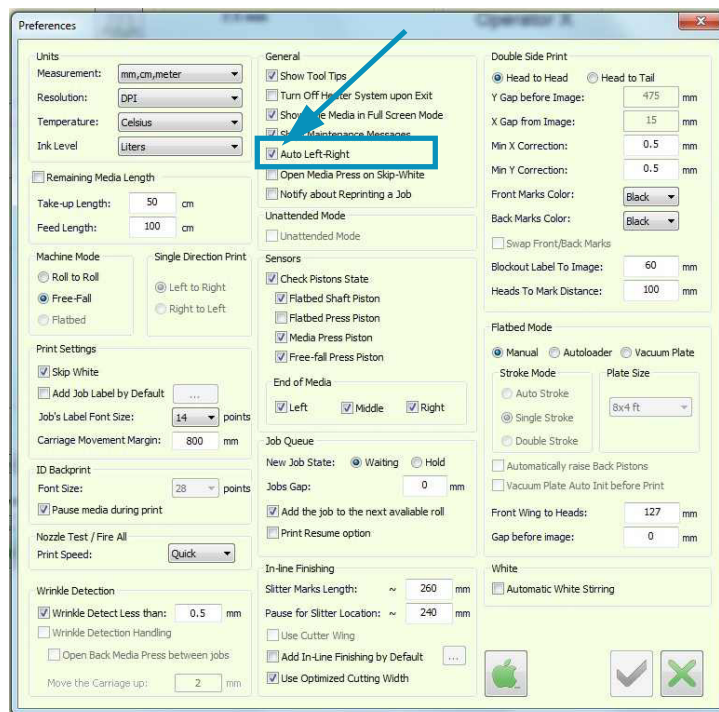 Operator X
Preferences
Units
Measurement: mm,cm,meter
Resolution: DPI
Temperature: Celsius
Ink Level Liters
Remaining Media Length
Take-up Length: 50 cm
Feed Length: 100 cm
Machine Mode
Roll to Roll
Free-Fall
Flatbed
Single Direction Print
Left to Right
Right to Left
Print Settings
Skip White
Add Job Label by Default ...
Job's Label Font Size: 14 points
Carriage Movement Margin: 800 mm
ID Backprint
Font Size: 28 points
Pause media during print
Nozzle Test / Fire All
Print Speed: Quick
Wrinkle Detection
Wrinkle Detect Less than: 0.5 mm
Wrinkle Detection Handling
Open Back Media Press between jobs
Move the Carriage up: 2 mm
General
Show Tool Tips
Turn Off Heater System upon Exit
Show Media in Full Screen Mode
Show Maintenance Messages
Auto Left-Right
Open Media Press on Skip-White
Notify about Reprinting a Job
Unattended Mode
Unattended Mode
Sensors
Check Pistons State
Flatbed Shaft Piston
Flatbed Press Piston
Media Press Piston
Free-fall Press Piston
End of Media
Left Middle Right
Job Queue
New Job State: Waiting Hold
Jobs Gap: 0 mm
Add the job to the next avaliable roll
Print Resume option
In-line Finishing
Slitter Marks Length: ~ 260 mm
Pause for Slitter Location: ~ 240 mm
Use Cutter Wing
Add In-Line Finishing by Default ...
Use Optimized Cutting Width
Double Side Print
Head to Head Head to Tail
Y Gap before Image: 475 mm
X Gap from Image: 15 mm
Min X Correction: 0.5 mm
Min Y Correction: 0.5 mm
Front Marks Color: Black
Back Marks Color: Black
Swap Front/Back Marks
Blockout Label To Image: 60 mm
Heads To Mark Distance: 100 mm
Flatbed Mode
Manual Autoloader Vacuum Plate
Stroke Mode
Auto Stroke
Single Stroke
Double Stroke
Plate Size
8x4 ft
Automatically raise Back Pistons
Vacuum Plate Auto Init before Print
Front Wing to Heads: 127 mm
Gap before image: 0 mm
White
Automatic White Stirring